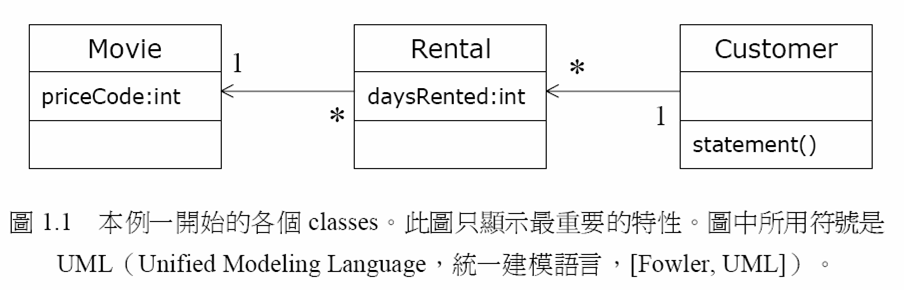 Movie
Rental
Customer
priceCode:int
1
*
daysRented:int
*
1
statement()
圖 1.1 本例一開始的各個 classes。此圖只顯示最重要的特性。圖中所用符號是
UML（Unified Modeling Language，統一建模語言，[Fowler, UML]）。